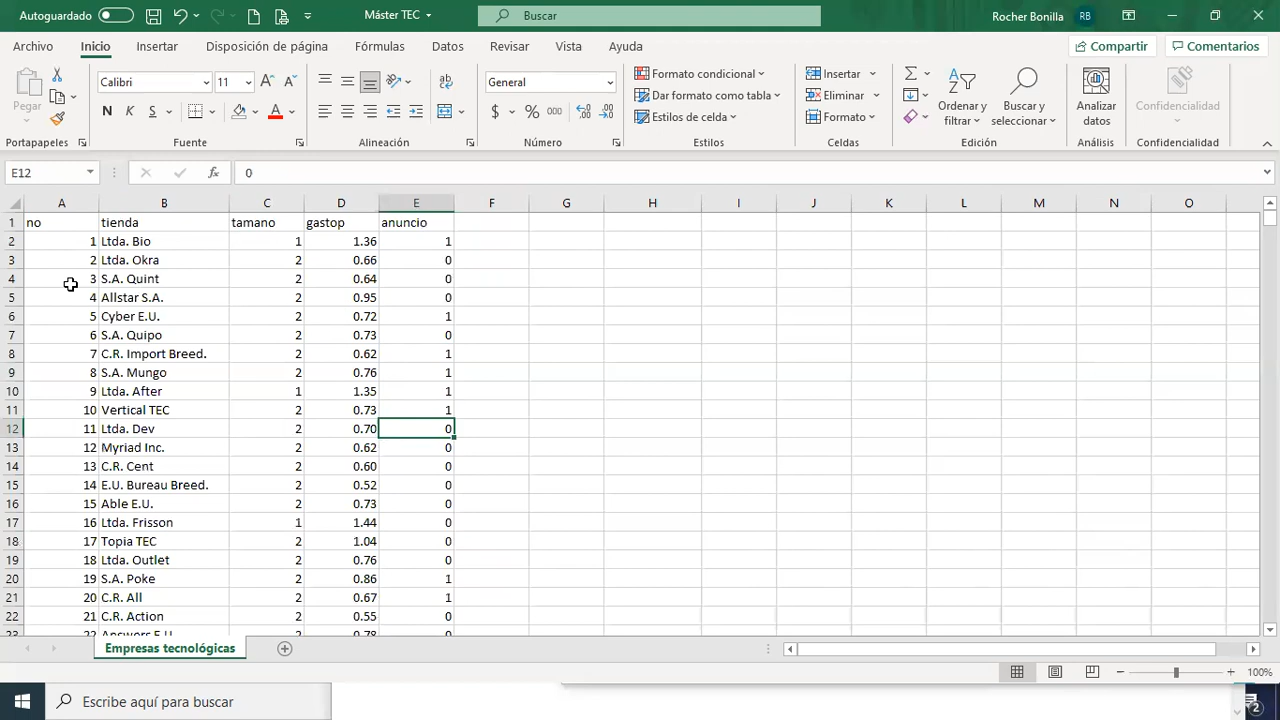 Autoguardado Máster TEC Buscar Rocher Bonilla RB
Archivo Inicio Insertar Disposición de página Fórmulas Datos Revisar Vista Ayuda Compartir Comentarios
Pegar
Calibri 11
N K S A
ab
General
$ % 000
Formato condicional
Dar formato como tabla
Estilos de celda
Insertar
Eliminar
Formato
Ordenar y filtrar
Buscar y seleccionar
Analizar datos
Confidencialidad
Portapapeles Fuente Alineación Número Estilos Celdas Edición Análisis Confidencialidad
E12 fx 0
A B C D E F G H I J K L M N O
1 no tienda tamano gastop anuncio
2 1 Ltda. Bio 1 1.36 1
3 2 Ltda. Okra 2 0.66 0
4 3 S.A. Quint 2 0.64 0
5 4 Allstar S.A. 2 0.95 0
6 5 Cyber E.U. 2 0.72 1
7 6 S.A. Quipo 2 0.73 0
8 7 C.R. Import Breed. 2 0.62 1
9 8 S.A. Mungo 2 0.76 1
10 9 Ltda. After 1 1.35 1
11 10 Vertical TEC 2 0.73 1
12 11 Ltda. Dev 2 0.70 0
13 12 Myriad Inc. 2 0.62 0
14 13 C.R. Cent 2 0.60 0
15 14 E.U. Bureau Breed. 2 0.52 0
16 15 Able E.U. 2 0.73 0
17 16 Ltda. Frisson 1 1.44 0
18 17 Topia TEC 2 1.04 0
19 18 Ltda. Outlet 2 0.76 0
20 19 S.A. Poke 2 0.86 1
21 20 C.R. All 2 0.67 1
22 21 C.R. Action 2 0.55 0
23 22 Answers E.U. 2 0.78 0
Empresas tecnológicas
100%
Escribe aquí para buscar 2